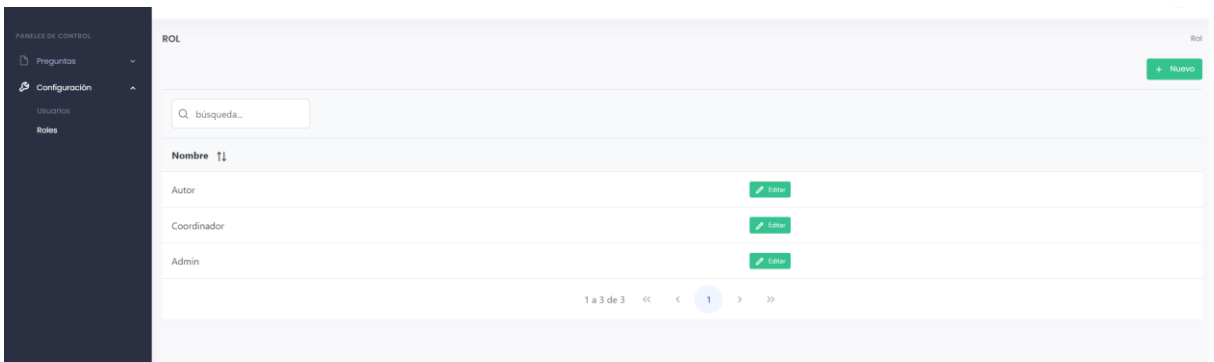 PANELES DE CONTROL
Preguntas
Configuración
Usuarios
Roles
ROL
Rol
+ Nuevo
búsqueda...
Nombre
Autor Editar
Coordinador Editar
Admin Editar
1 a 3 de 3 << < 1 > >>